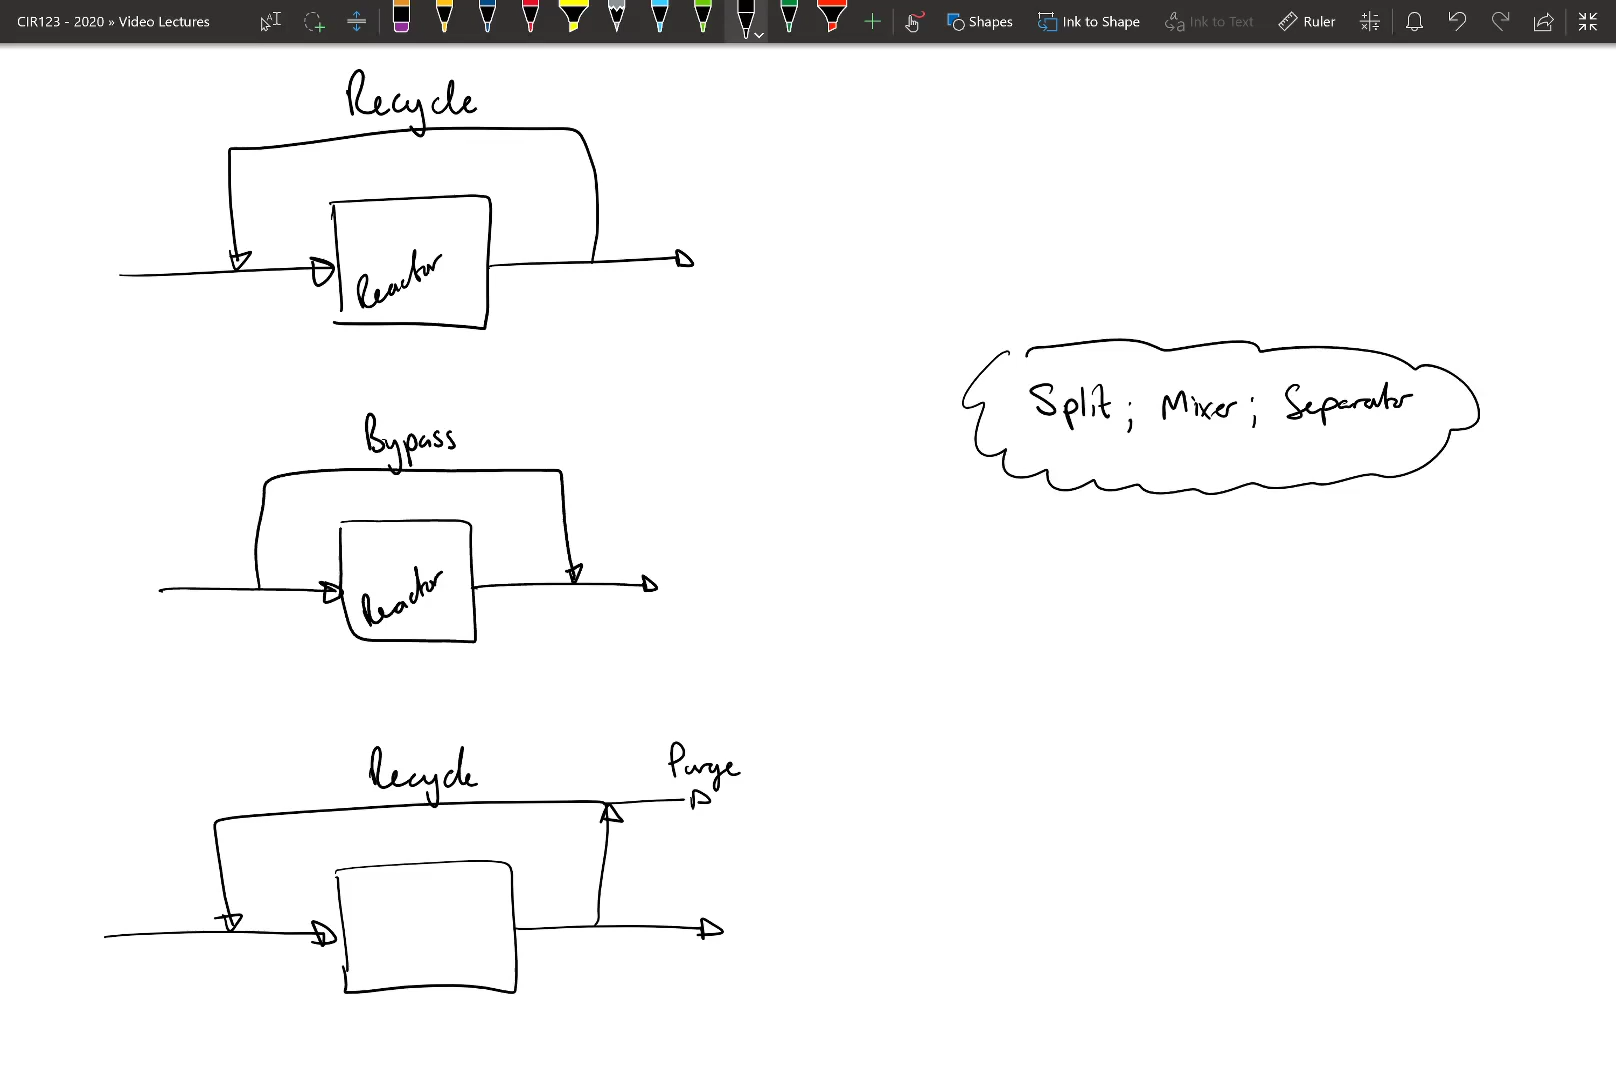 CIR123 - 2020 » Video Lectures
Shapes
Ink to Shape
Ink to Text
Ruler
Recycle
Reactor
Split; Mixer; Separator
Bypass
Reactor
Recycle
Purge